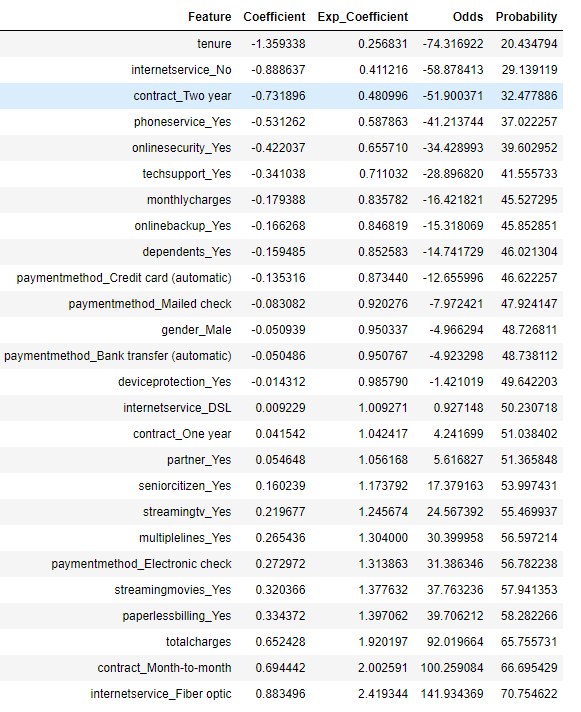 Feature Coefficient Exp_Coefficient Odds Probability
tenure -1.359338 0.256831 -74.316922 20.434794
internetservice_No -0.888637 0.411216 -58.878413 29.139119
contract_Two year -0.731896 0.480996 -51.900371 32.477886
phoneservice_Yes -0.531262 0.587863 -41.213744 37.022257
onlinesecurity_Yes -0.422037 0.655710 -34.428993 39.602952
techsupport_Yes -0.341038 0.711032 -28.896820 41.555733
monthlycharges -0.179388 0.835782 -16.421821 45.527295
onlinebackup_Yes -0.166268 0.846819 -15.318069 45.852851
dependents_Yes -0.159485 0.852583 -14.741729 46.021304
paymentmethod_Credit card (automatic) -0.135316 0.873440 -12.655996 46.622257
paymentmethod_Mailed check -0.083082 0.920276 -7.972421 47.924147
gender_Male -0.050939 0.950337 -4.966294 48.726811
paymentmethod_Bank transfer (automatic) -0.050486 0.950767 -4.923298 48.738112
deviceprotection_Yes -0.014312 0.985790 -1.421019 49.642203
internetservice_DSL 0.009229 1.009271 0.927148 50.230718
contract_One year 0.041542 1.042417 4.241699 51.038402
partner_Yes 0.054648 1.056168 5.616827 51.365848
seniorcitizen_Yes 0.160239 1.173792 17.379163 53.997431
streamingtv_Yes 0.219677 1.245674 24.567392 55.469937
multiplelines_Yes 0.265436 1.304000 30.399958 56.597214
paymentmethod_Electronic check 0.272972 1.313863 31.386346 56.782238
streamingmovies_Yes 0.320366 1.377632 37.763236 57.941353
paperlessbilling_Yes 0.334372 1.397062 39.706212 58.282266
totalcharges 0.652428 1.920197 92.019664 65.755731
contract_Month-to-month 0.694442 2.002591 100.259084 66.695429
internetservice_Fiber optic 0.883496 2.419344 141.934369 70.754622